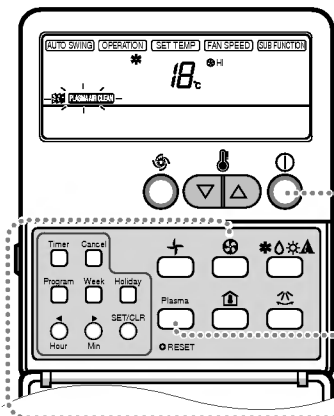 AUTO SWING OPERATION SET TEMP FAN SPEED SUB FUNCTION
HI
18°C
PLASMA AIR CLEAN
Timer Cancel
Program Week Holiday
Plasma
SET/CLR
Hour Min
RESET